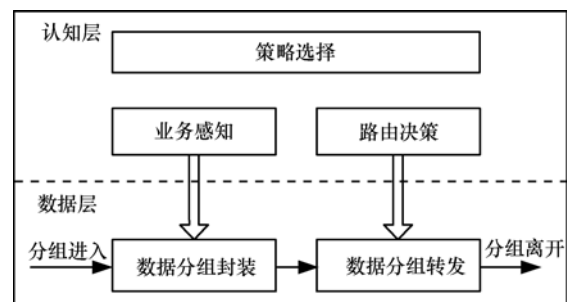 认知层
策略选择
业务感知
路由决策
数据层
分组进入
数据分组封装
数据分组转发
分组离开